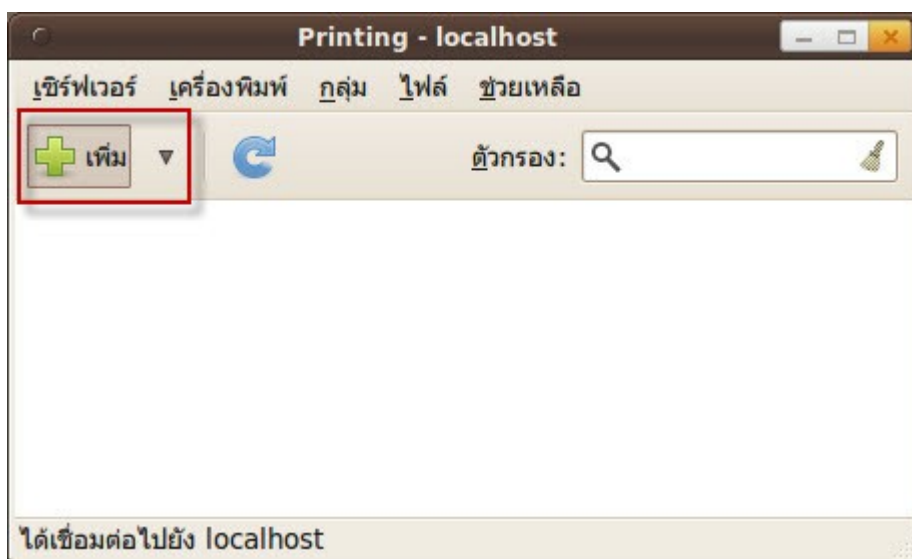 Printing - localhost
เซิร์ฟเวอร์ เครื่องพิมพ์ กลุ่ม ไฟล์ ช่วยเหลือ
เพิ่ม ตัวกรอง:
ได้เชื่อมต่อไปยัง localhost